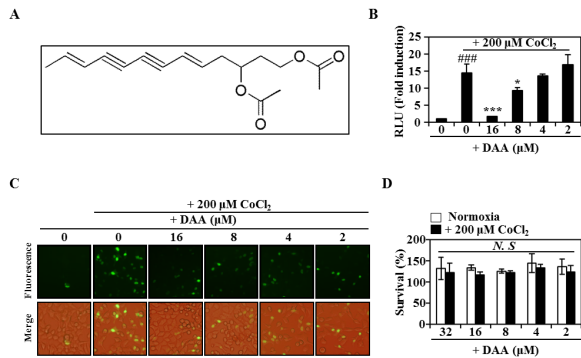 A
O
O
O
O
B
+ 200 μM CoCl2
RLU (Fold induction)
25
20
15
10
5
0
###
***
*
0 0 16 8 4 2
+ DAA (μM)
C
+ 200 μM CoCl2
+ DAA (μM)
0 0 16 8 4 2
Fluorescence
Merge
D
Normoxia
+ 200 μM CoCl2
N. S
Survival (%)
200
150
100
50
0
32 16 8 4 2
+ DAA (μM)